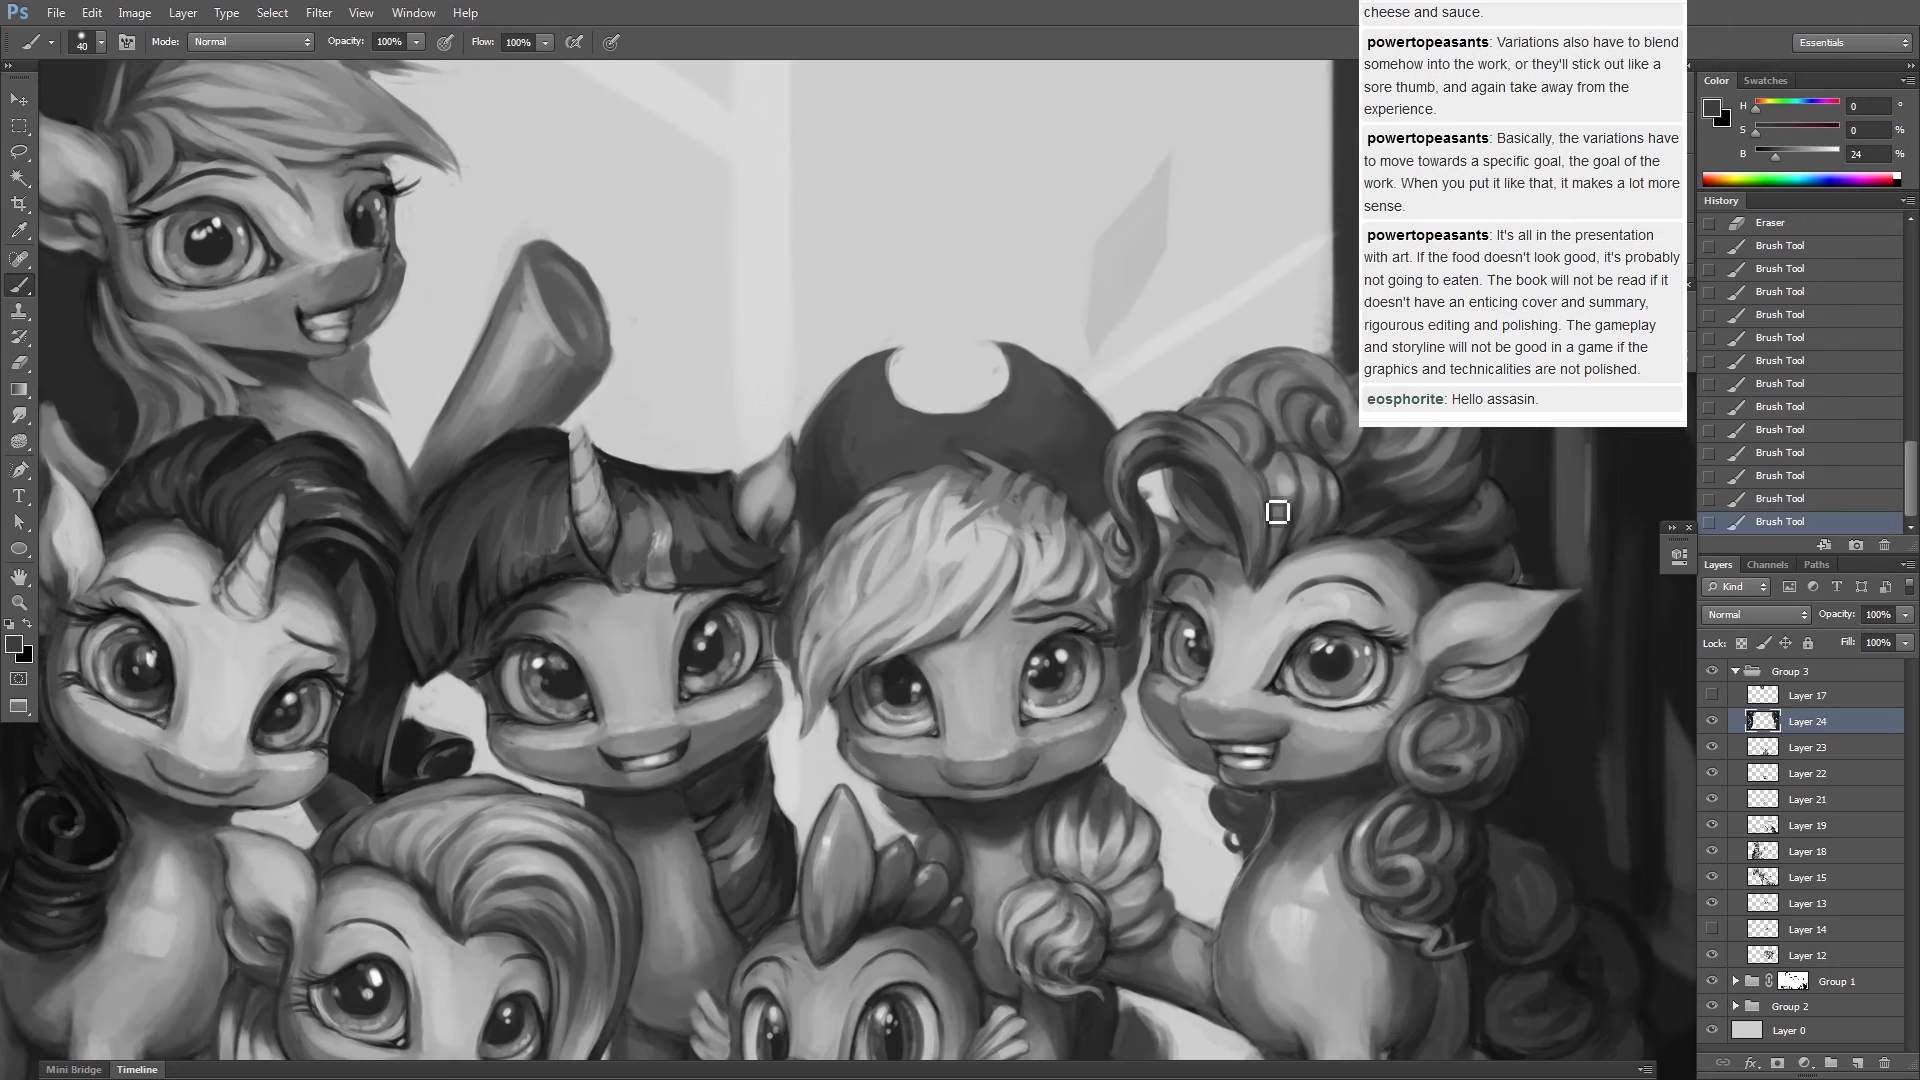 Ps File Edit Image Layer Type Select Filter View Window Help
40 Mode: Normal Opacity: 100% Flow: 100% Essentials
cheese and sauce.
powertopeasants: Variations also have to blend
somehow into the work, or they'll stick out like a
sore thumb, and again take away from the
experience.
powertopeasants: Basically, the variations have
to move towards a specific goal, the goal of the
work. When you put it like that, it makes a lot more
sense.
powertopeasants: It's all in the presentation
with art. If the food doesn't look good, it's probably
not going to eaten. The book will not be read if it
doesn't have an enticing cover and summary,
rigourous editing and polishing. The gameplay
and storyline will not be good in a game if the
graphics and technicalities are not polished.
eosphorite: Hello assasin.
Color Swatches
H 0 °
S 0 %
B 24 %
History
Eraser
Brush Tool
Brush Tool
Brush Tool
Brush Tool
Brush Tool
Brush Tool
Brush Tool
Brush Tool
Brush Tool
Brush Tool
Brush Tool
Brush Tool
Brush Tool
Layers Channels Paths
Kind
Normal Opacity: 100%
Lock: Fill: 100%
Group 3
Layer 17
Layer 24
Layer 23
Layer 22
Layer 21
Layer 19
Layer 18
Layer 15
Layer 13
Layer 14
Layer 12
Group 1
Group 2
Layer 0
Mini Bridge Timeline